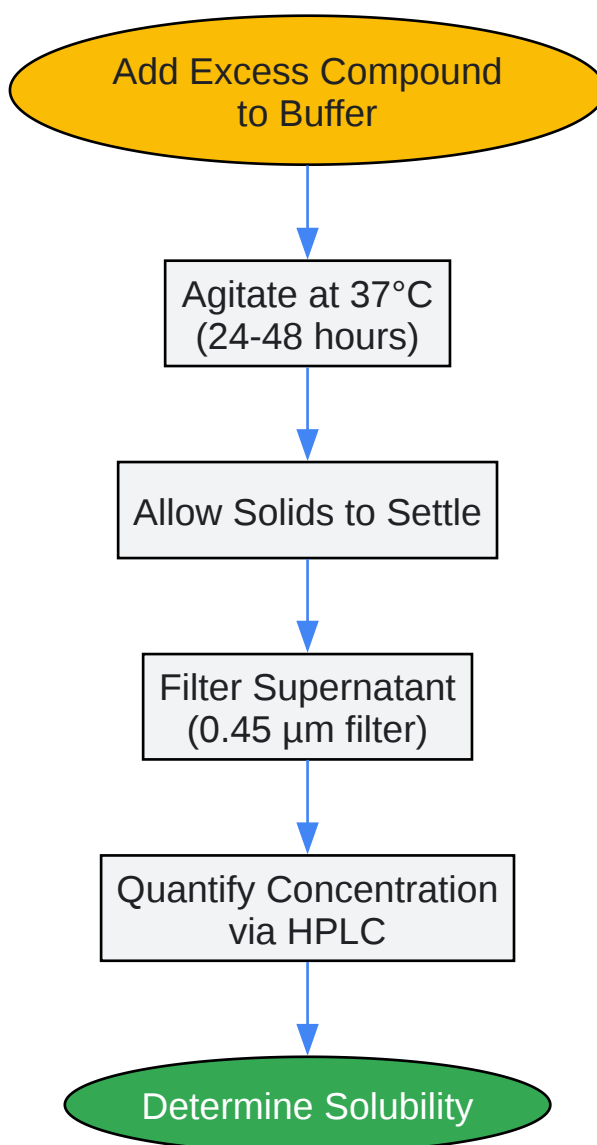 Add Excess Compound
to Buffer
Agitate at 37°C
(24-48 hours)
Allow Solids to Settle
Filter Supernatant
(0.45 µm filter)
Quantify Concentration
via HPLC
Determine Solubility